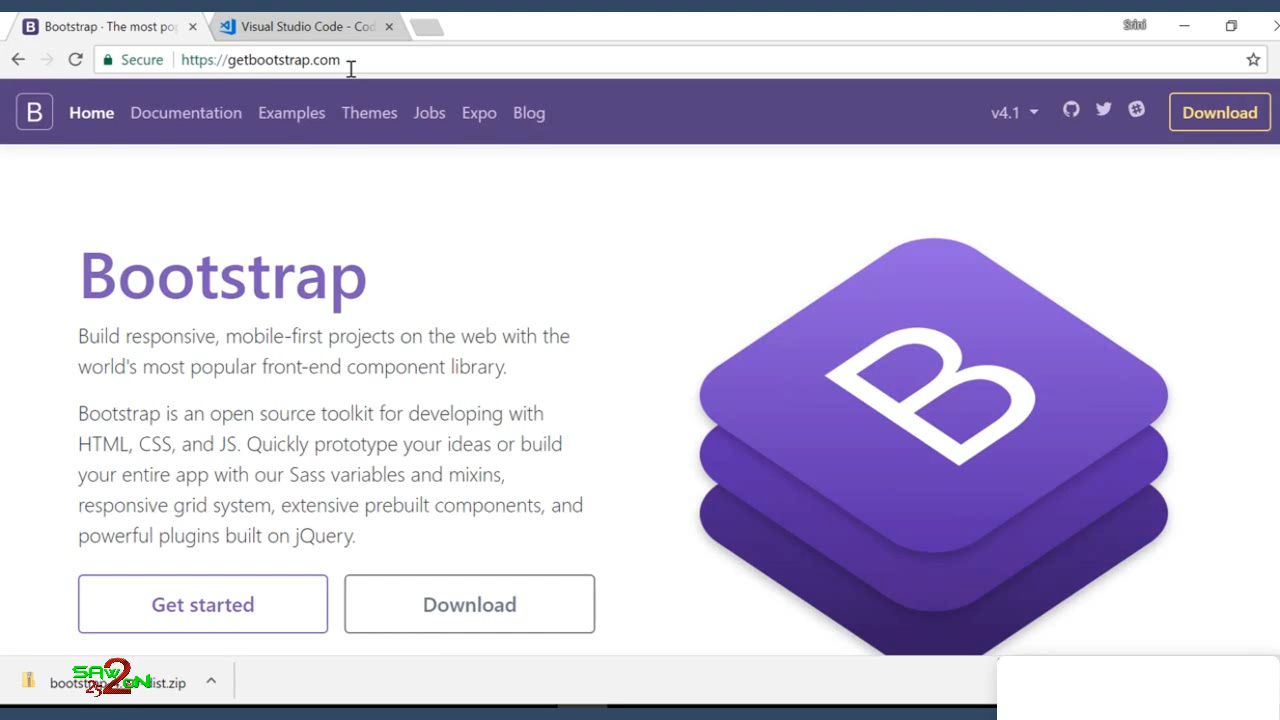 Bootstrap · The most po
Visual Studio Code - Cod
Srini
Secure
https://getbootstrap.com
B
Home
Documentation
Examples
Themes
Jobs
Expo
Blog
v4.1
Download
Bootstrap
Build responsive, mobile-first projects on the web with the
world's most popular front-end component library.
Bootstrap is an open source toolkit for developing with
HTML, CSS, and JS. Quickly prototype your ideas or build
your entire app with our Sass variables and mixins,
responsive grid system, extensive prebuilt components, and
powerful plugins built on jQuery.
B
Get started
Download